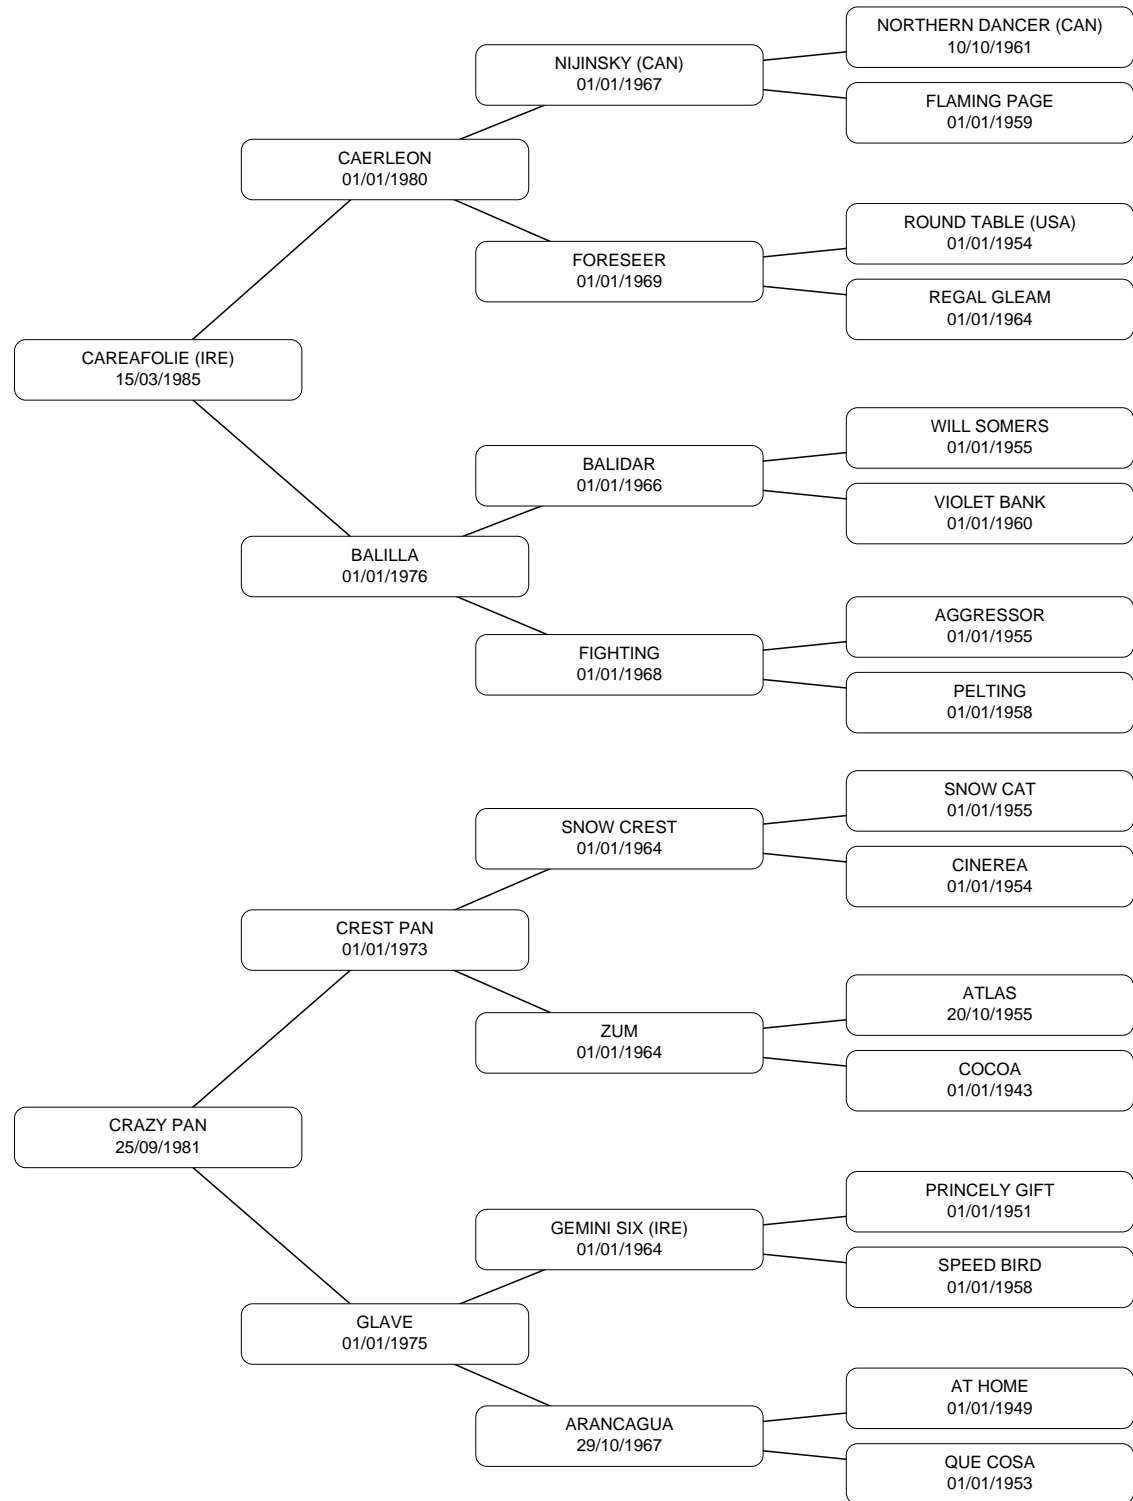 NORTHERN DANCER (CAN)
10/10/1961
NIJINSKY (CAN)
01/01/1967
FLAMING PAGE
01/01/1959
CAERLEON
01/01/1980
ROUND TABLE (USA)
01/01/1954
FORESEER
01/01/1969
REGAL GLEAM
01/01/1964
CAREAFOLIE (IRE)
15/03/1985
WILL SOMERS
01/01/1955
BALIDAR
01/01/1966
VIOLET BANK
01/01/1960
BALILLA
01/01/1976
AGGRESSOR
01/01/1955
FIGHTING
01/01/1968
PELTING
01/01/1958
SNOW CAT
01/01/1955
SNOW CREST
01/01/1964
CINEREA
01/01/1954
CREST PAN
01/01/1973
ATLAS
20/10/1955
ZUM
01/01/1964
COCOA
01/01/1943
CRAZY PAN
25/09/1981
PRINCELY GIFT
01/01/1951
GEMINI SIX (IRE)
01/01/1964
SPEED BIRD
01/01/1958
GLAVE
01/01/1975
AT HOME
01/01/1949
ARANCAGUA
29/10/1967
QUE COSA
01/01/1953